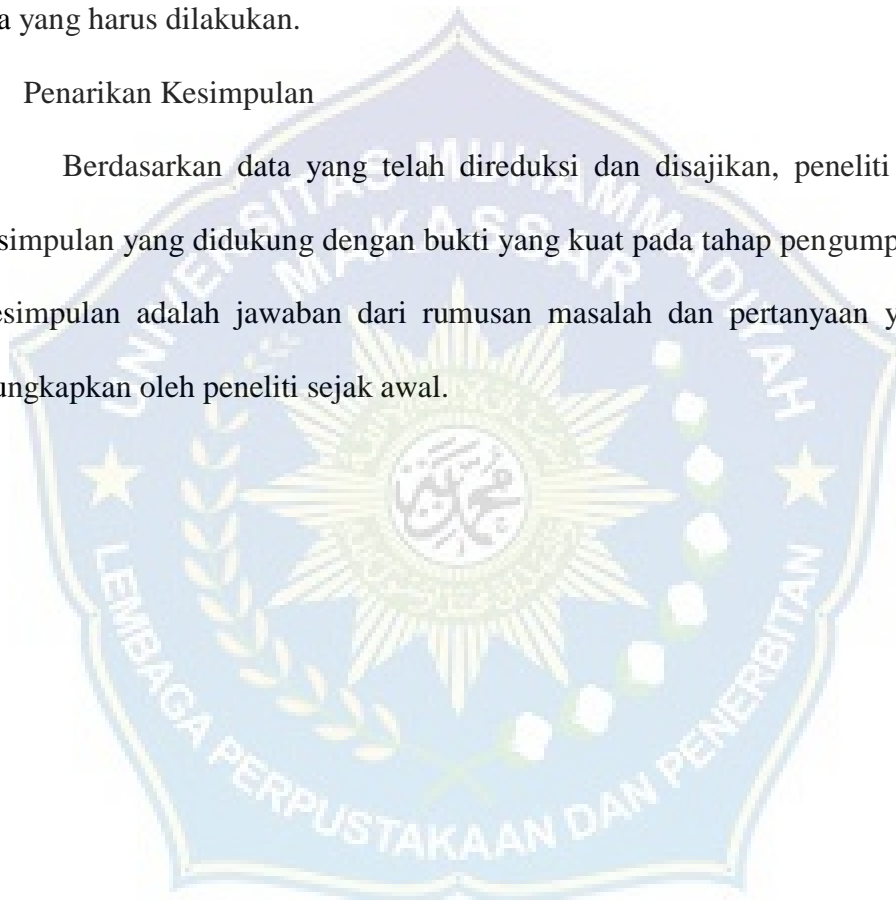 a yang harus dilakukan.
Penarikan Kesimpulan
Berdasarkan data yang telah direduksi dan disajikan, peneliti
simpulan yang didukung dengan bukti yang kuat pada tahap pengump
esimpulan adalah jawaban dari rumusan masalah dan pertanyaan y
ungkapkan oleh peneliti sejak awal.
UNIVERSITAS MUHAMMADIYAH
MAKASSAR
محمدية
LEMBAGA PERPUSTAKAAN DAN PENERBITAN